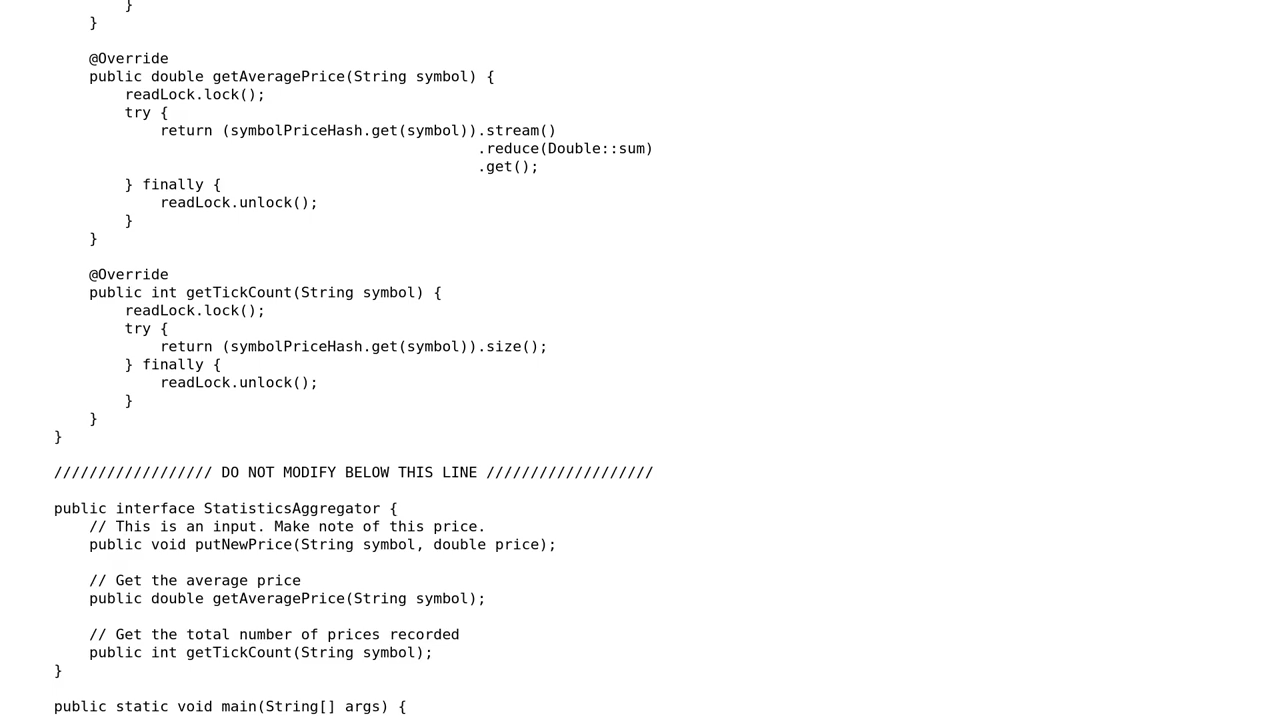 }
}
@Override
public double getAveragePrice(String symbol) {
readLock.lock();
try {
return (symbolPriceHash.get(symbol)).stream()
.reduce(Double::sum)
.get();
} finally {
readLock.unlock();
}
}
@Override
public int getTickCount(String symbol) {
readLock.lock();
try {
return (symbolPriceHash.get(symbol)).size();
} finally {
readLock.unlock();
}
}
}
////////////////// DO NOT MODIFY BELOW THIS LINE ///////////////////
public interface StatisticsAggregator {
// This is an input. Make note of this price.
public void putNewPrice(String symbol, double price);
// Get the average price
public double getAveragePrice(String symbol);
// Get the total number of prices recorded
public int getTickCount(String symbol);
}
public static void main(String[] args) {